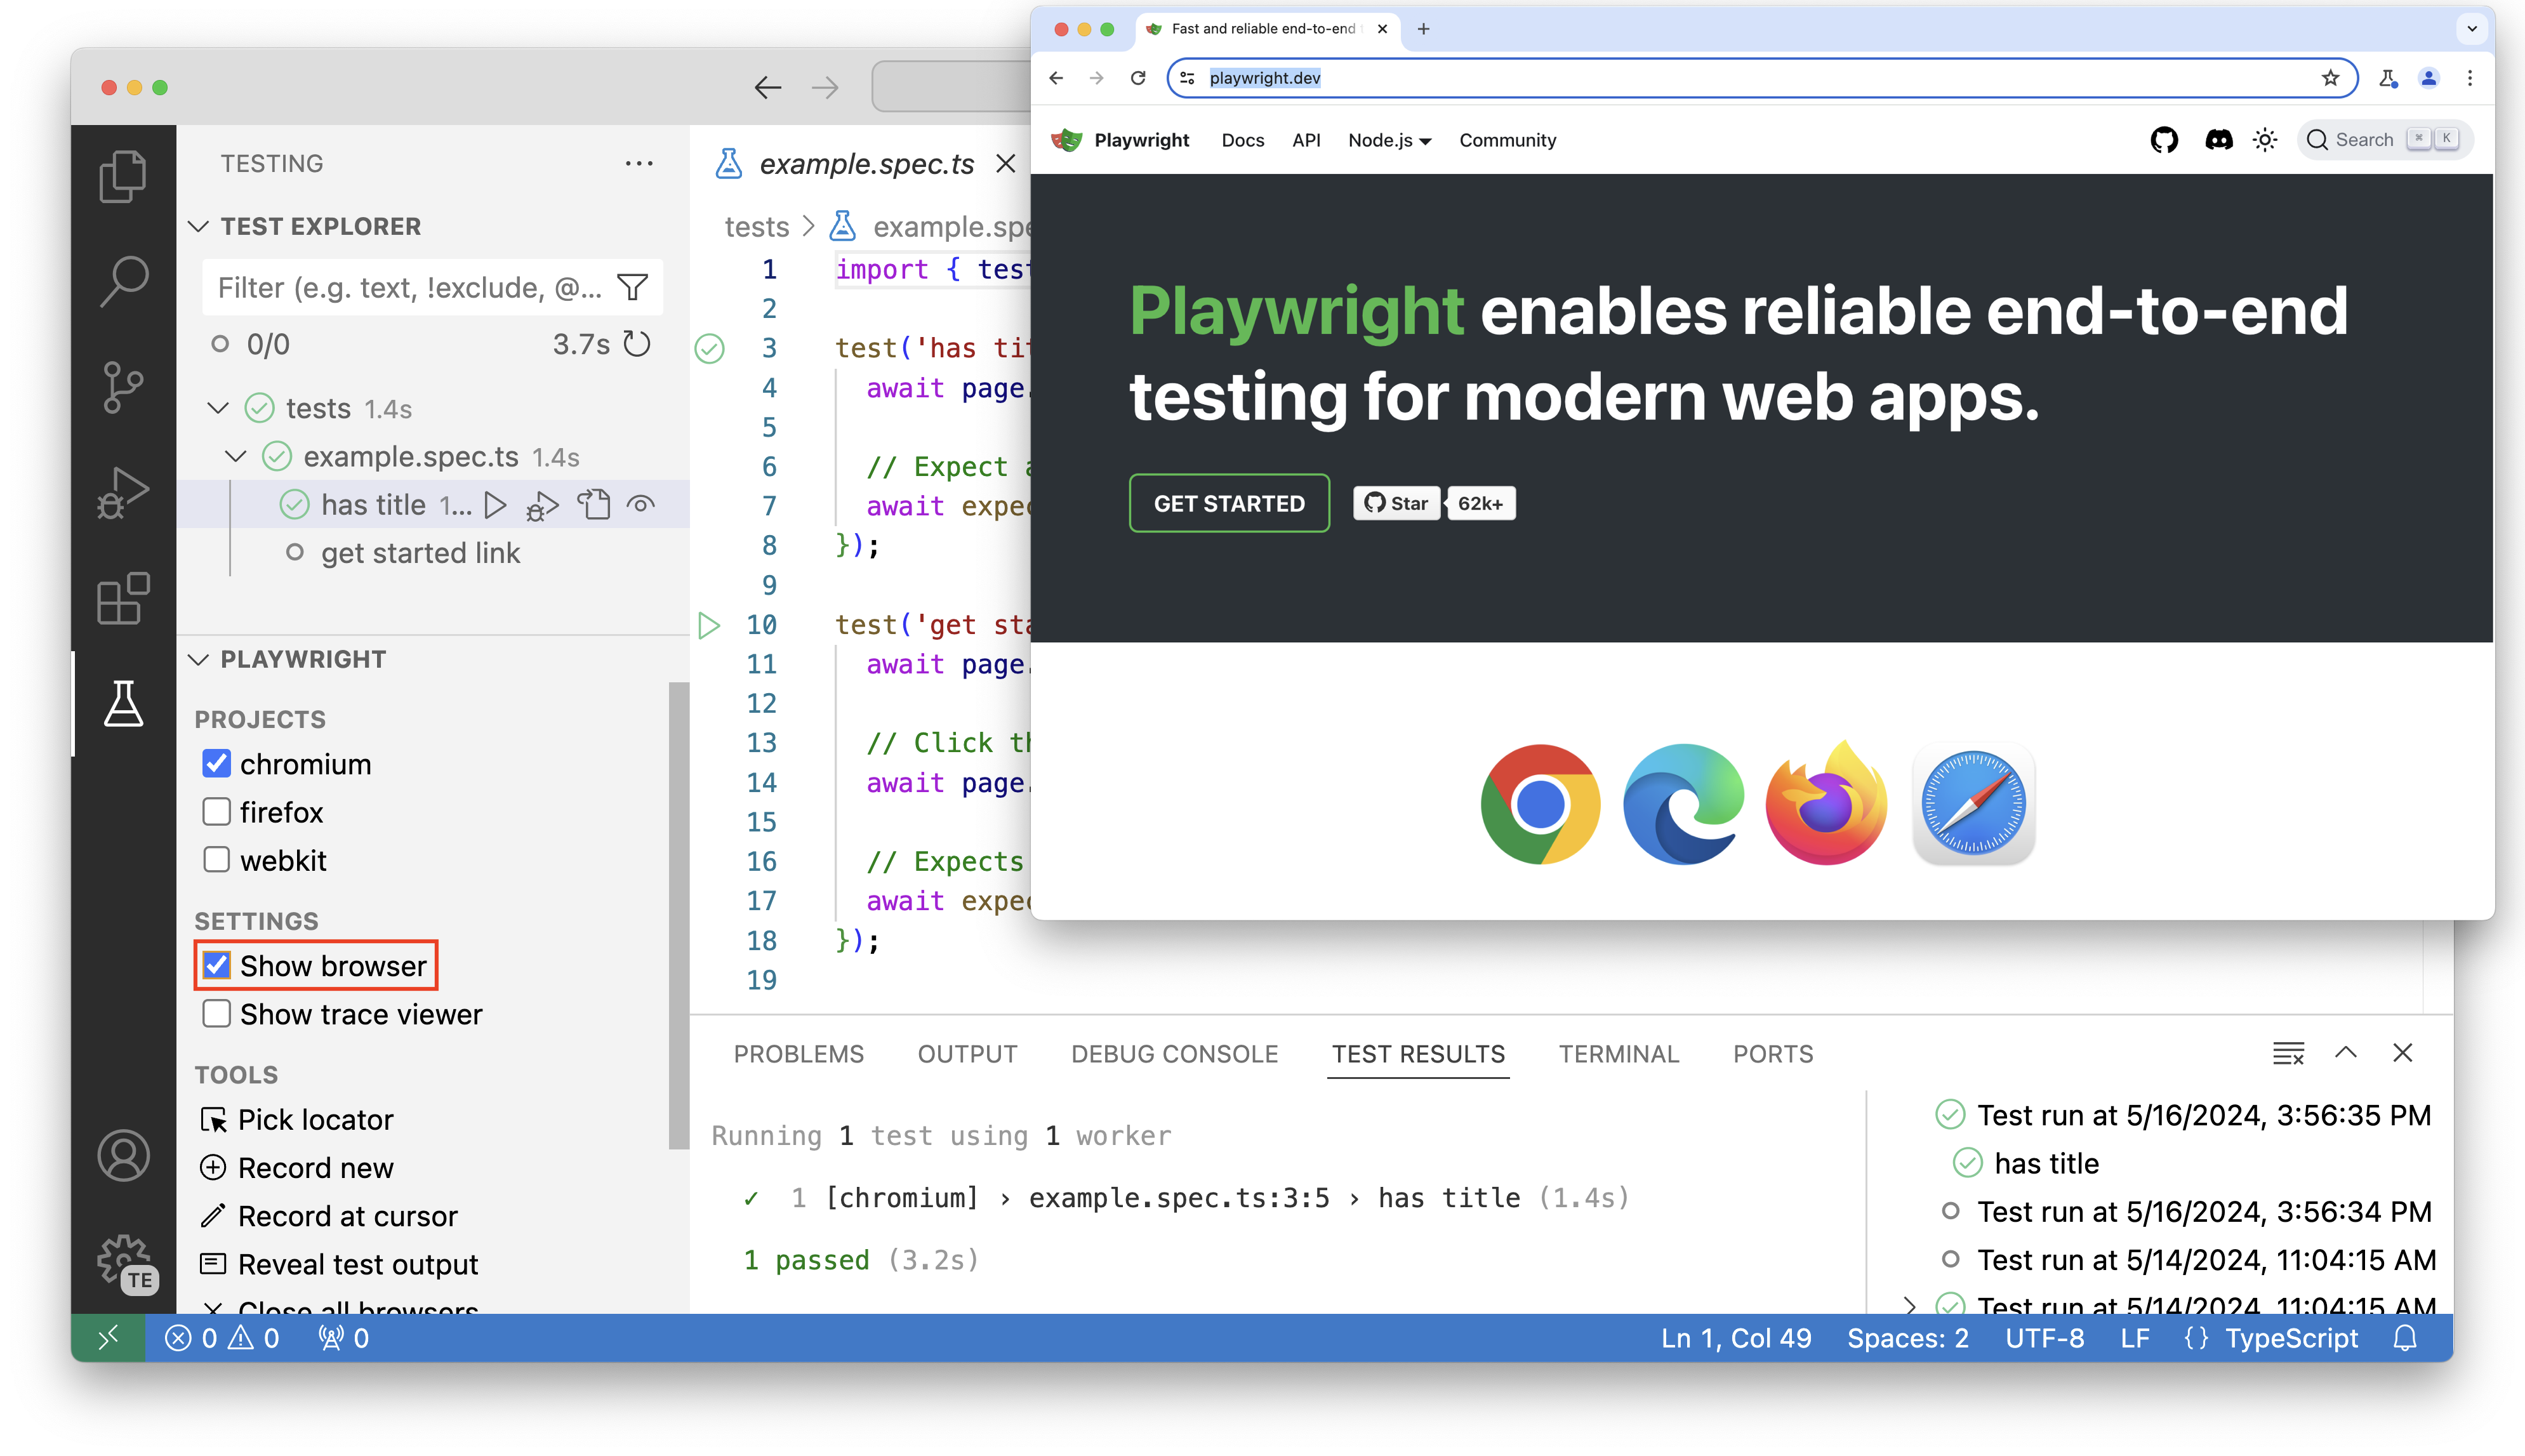 TESTING
TEST EXPLORER
Filter (e.g. text, !exclude, @...
0/0
3.7s
tests 1.4s
example.spec.ts 1.4s
has title 1...
get started link
PLAYWRIGHT
PROJECTS
chromium
firefox
webkit
SETTINGS
Show browser
Show trace viewer
TOOLS
Pick locator
Record new
Record at cursor
Reveal test output
Close all browsers
TE
example.spec.ts
tests > example.spe
1 import { test
2
3 test('has tit
4 await page.
5
6 // Expect a
7 await expec
8 });
9
10 test('get sta
11 await page.
12
13 // Click th
14 await page.
15
16 // Expects
17 await expec
18 });
19
Fast and reliable end-to-end
playwright.dev
Playwright Docs API Node.js Community
Search ⌘ K
Playwright enables reliable end-to-end
testing for modern web apps.
GET STARTED
Star 62k+
PROBLEMS OUTPUT DEBUG CONSOLE TEST RESULTS TERMINAL PORTS
Running 1 test using 1 worker
✓ 1 [chromium] › example.spec.ts:3:5 › has title (1.4s)
1 passed (3.2s)
Test run at 5/16/2024, 3:56:35 PM
has title
Test run at 5/16/2024, 3:56:34 PM
Test run at 5/14/2024, 11:04:15 AM
Test run at 5/14/2024, 11:04:15 AM
0 0 0
Ln 1, Col 49 Spaces: 2 UTF-8 LF {} TypeScript